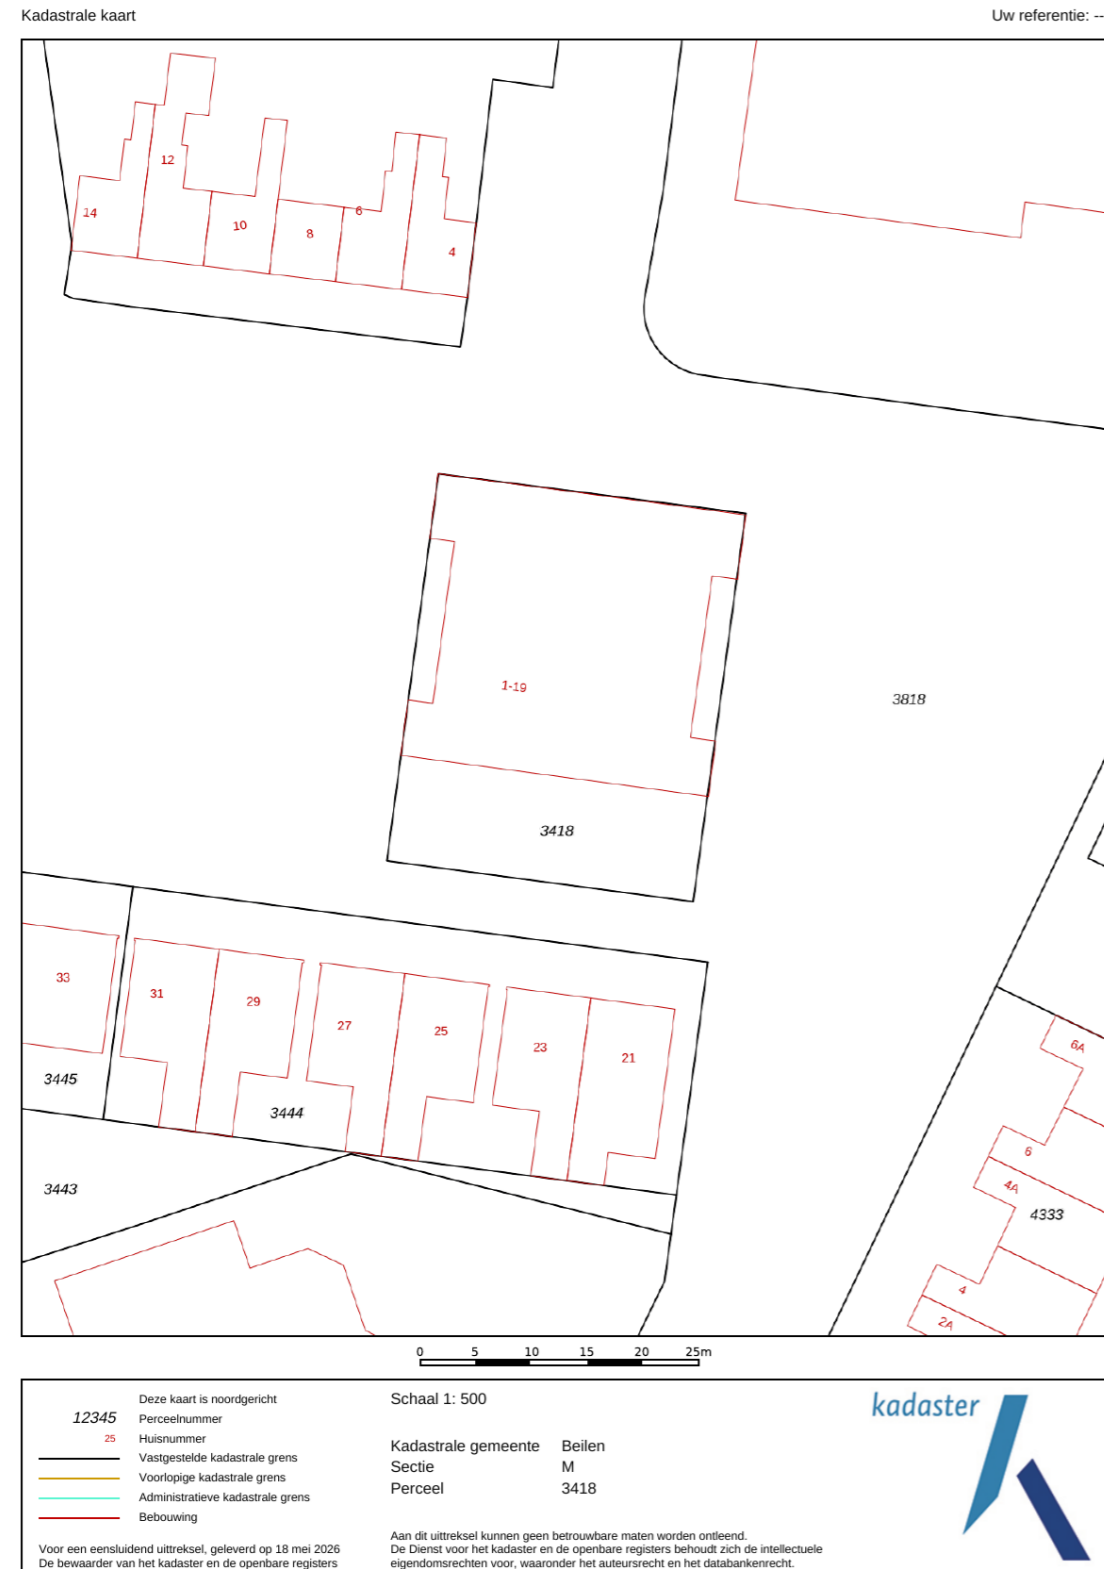 Kadastrale kaart
Uw referentie: --
12
14
10
8
6
4
1-19
3818
3418
33
31
29
27
25
23
21
3445
3444
3443
6A
6
4A
4333
4
2A
0 5 10 15 20 25m
Deze kaart is noordgericht
12345 Perceelnummer
25 Huisnummer
Vastgestelde kadastrale grens
Voorlopige kadastrale grens
Administratieve kadastrale grens
Bebouwing
Voor een eensluidend uittreksel, geleverd op 18 mei 2026
De bewaarder van het kadaster en de openbare registers
Schaal 1: 500
Kadastrale gemeente Beilen
Sectie M
Perceel 3418
Aan dit uittreksel kunnen geen betrouwbare maten worden ontleend.
De Dienst voor het kadaster en de openbare registers behoudt zich de intellectuele
eigendomsrechten voor, waaronder het auteursrecht en het databankenrecht.
kadaster